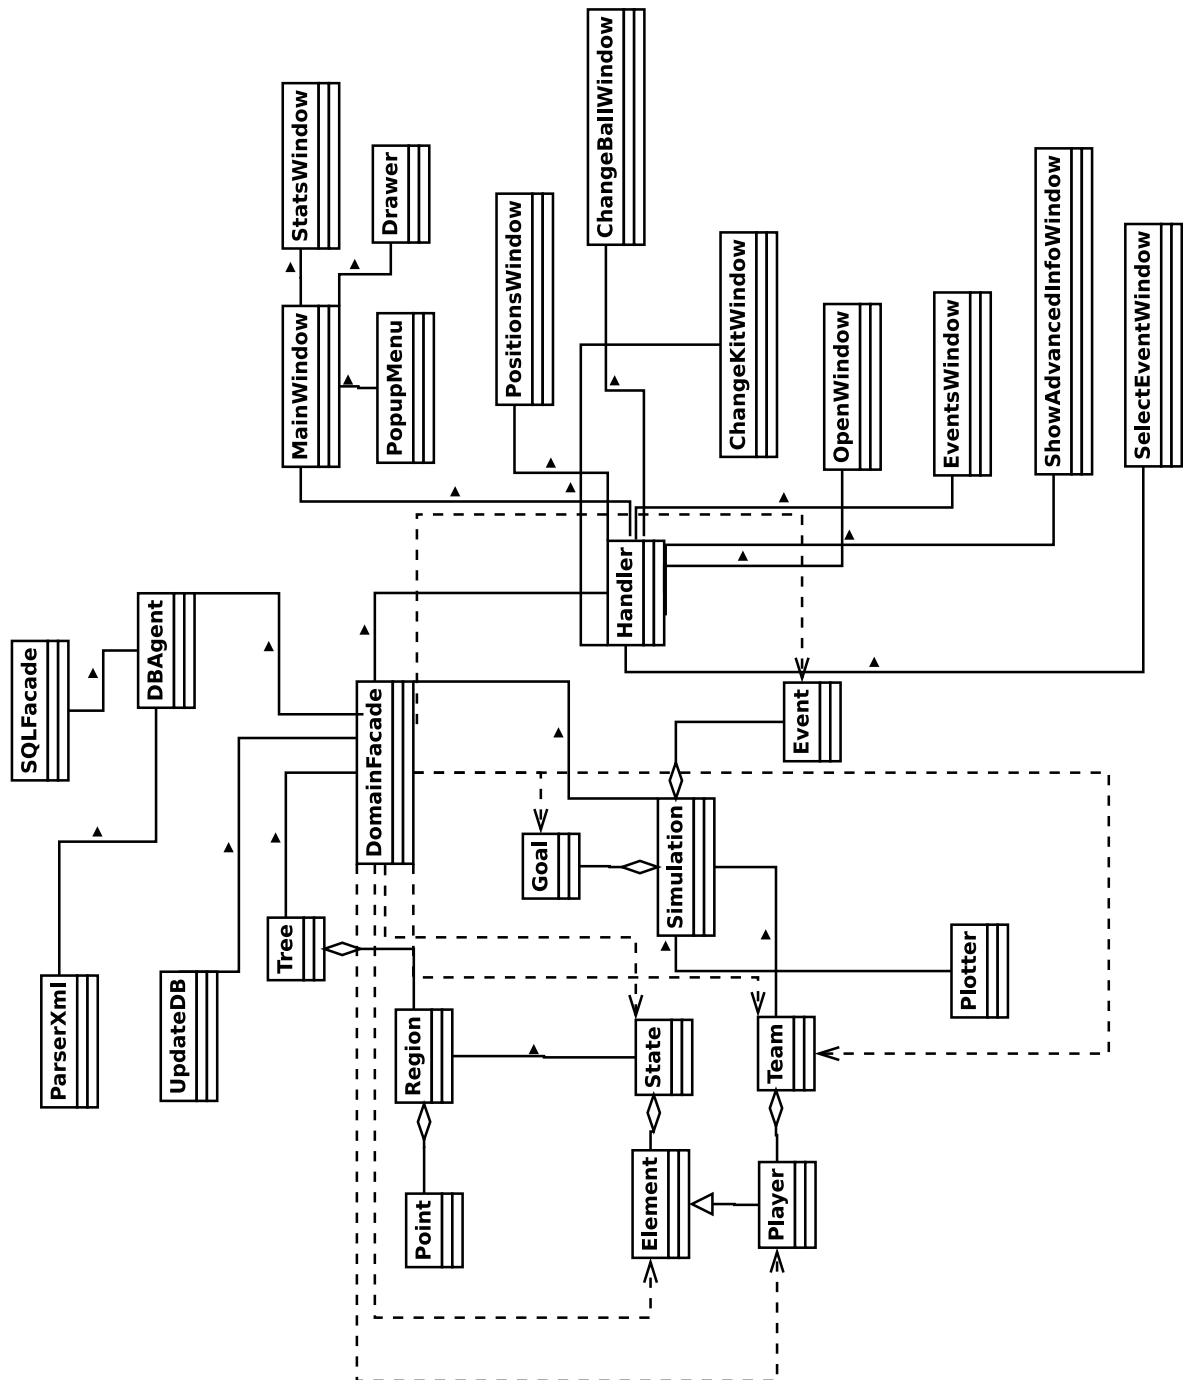 ChangeBallWindow
StatsWindow
Drawer
ShowAdvancedInfoWindow
PositionsWindow
SelectEventWindow
ChangeKitWindow
EventsWindow
OpenWindow
MainWindow
PopupMenu
Handler
DBAgent
SQLFacade
DomainFacade
Event
Simulation
Goal
Tree
Plotter
UpdateDB
ParserXml
Region
Team
State
Element
Player
Point